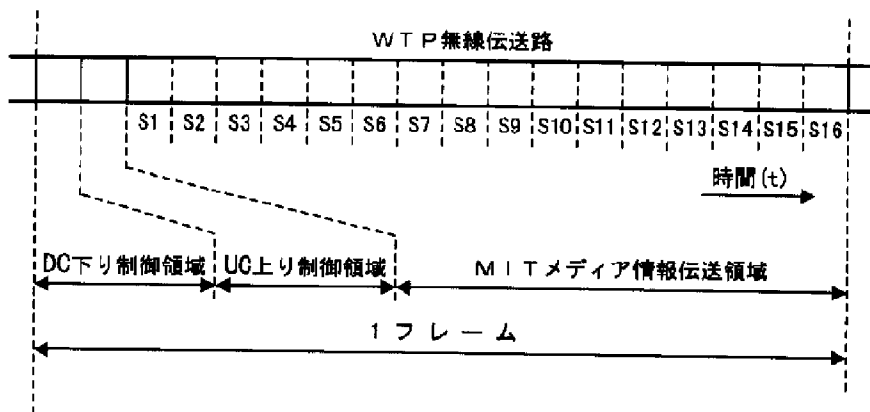 WTP無線伝送路
S1 S2 S3 S4 S5 S6 S7 S8 S9 S10 S11 S12 S13 S14 S15 S16
時間(t)
DC下り制御領域 UC上り制御領域 MITメディア情報伝送領域
1フレーム